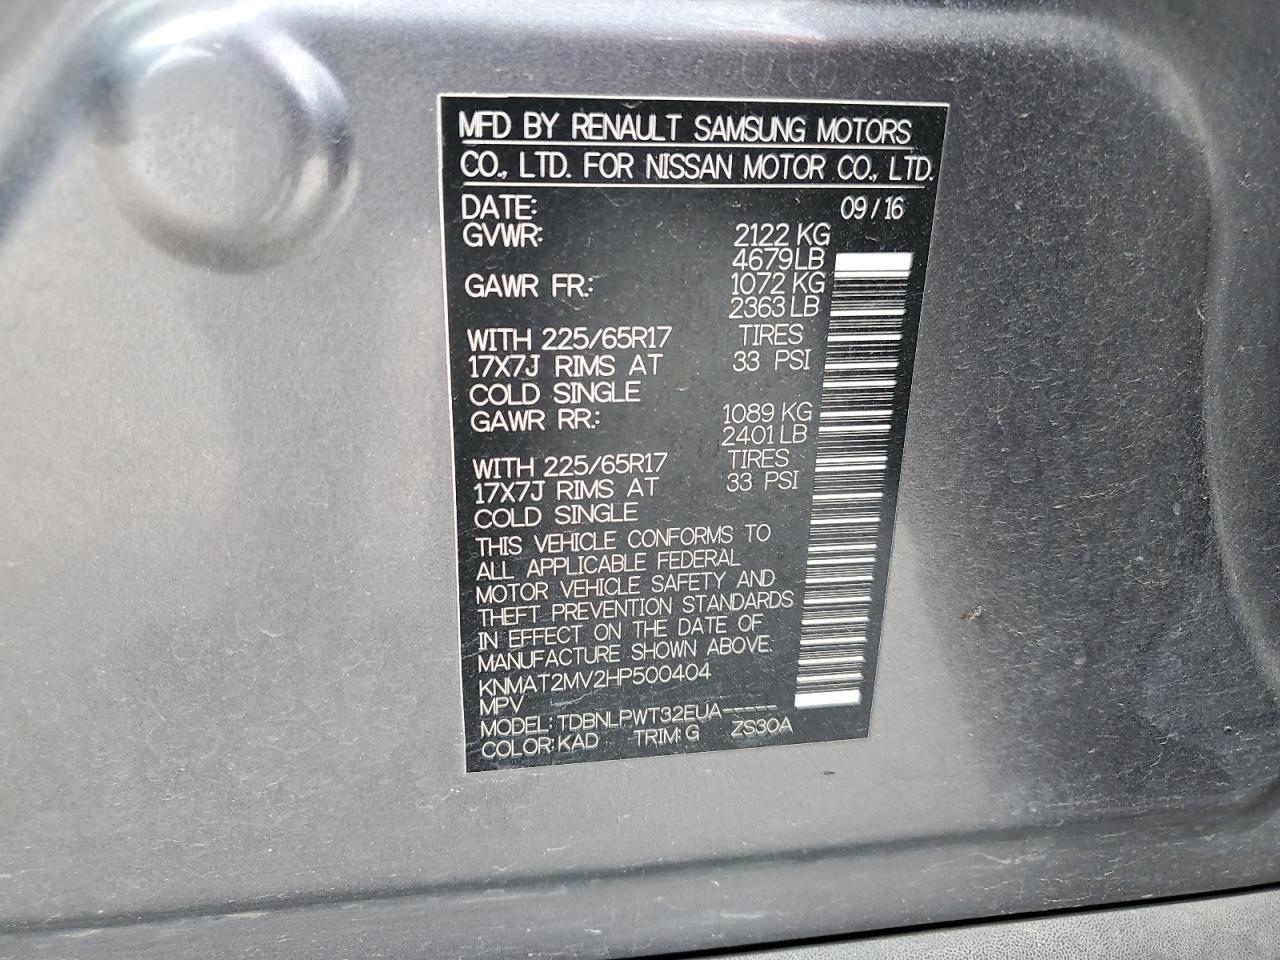 MFD BY RENAULT SAMSUNG MOTORS
CO., LTD. FOR NISSAN MOTOR CO., LTD.
DATE: 09/16
GVWR: 2122 KG
4679LB
GAWR FR.: 1072 KG
2363 LB
WITH 225/65R17 TIRES
17X7J RIMS AT 33 PSI
COLD SINGLE
GAWR RR.: 1089 KG
2401 LB
WITH 225/65R17 TIRES
17X7J RIMS AT 33 PSI
COLD SINGLE
THIS VEHICLE CONFORMS TO
ALL APPLICABLE FEDERAL
MOTOR VEHICLE SAFETY AND
THEFT PREVENTION STANDARDS
IN EFFECT ON THE DATE OF
MANUFACTURE SHOWN ABOVE.
KNMAT2MV2HP500404
MPV
MODEL: TDBNLPWT32EUA-----
COLOR: KAD TRIM: G ZS30A